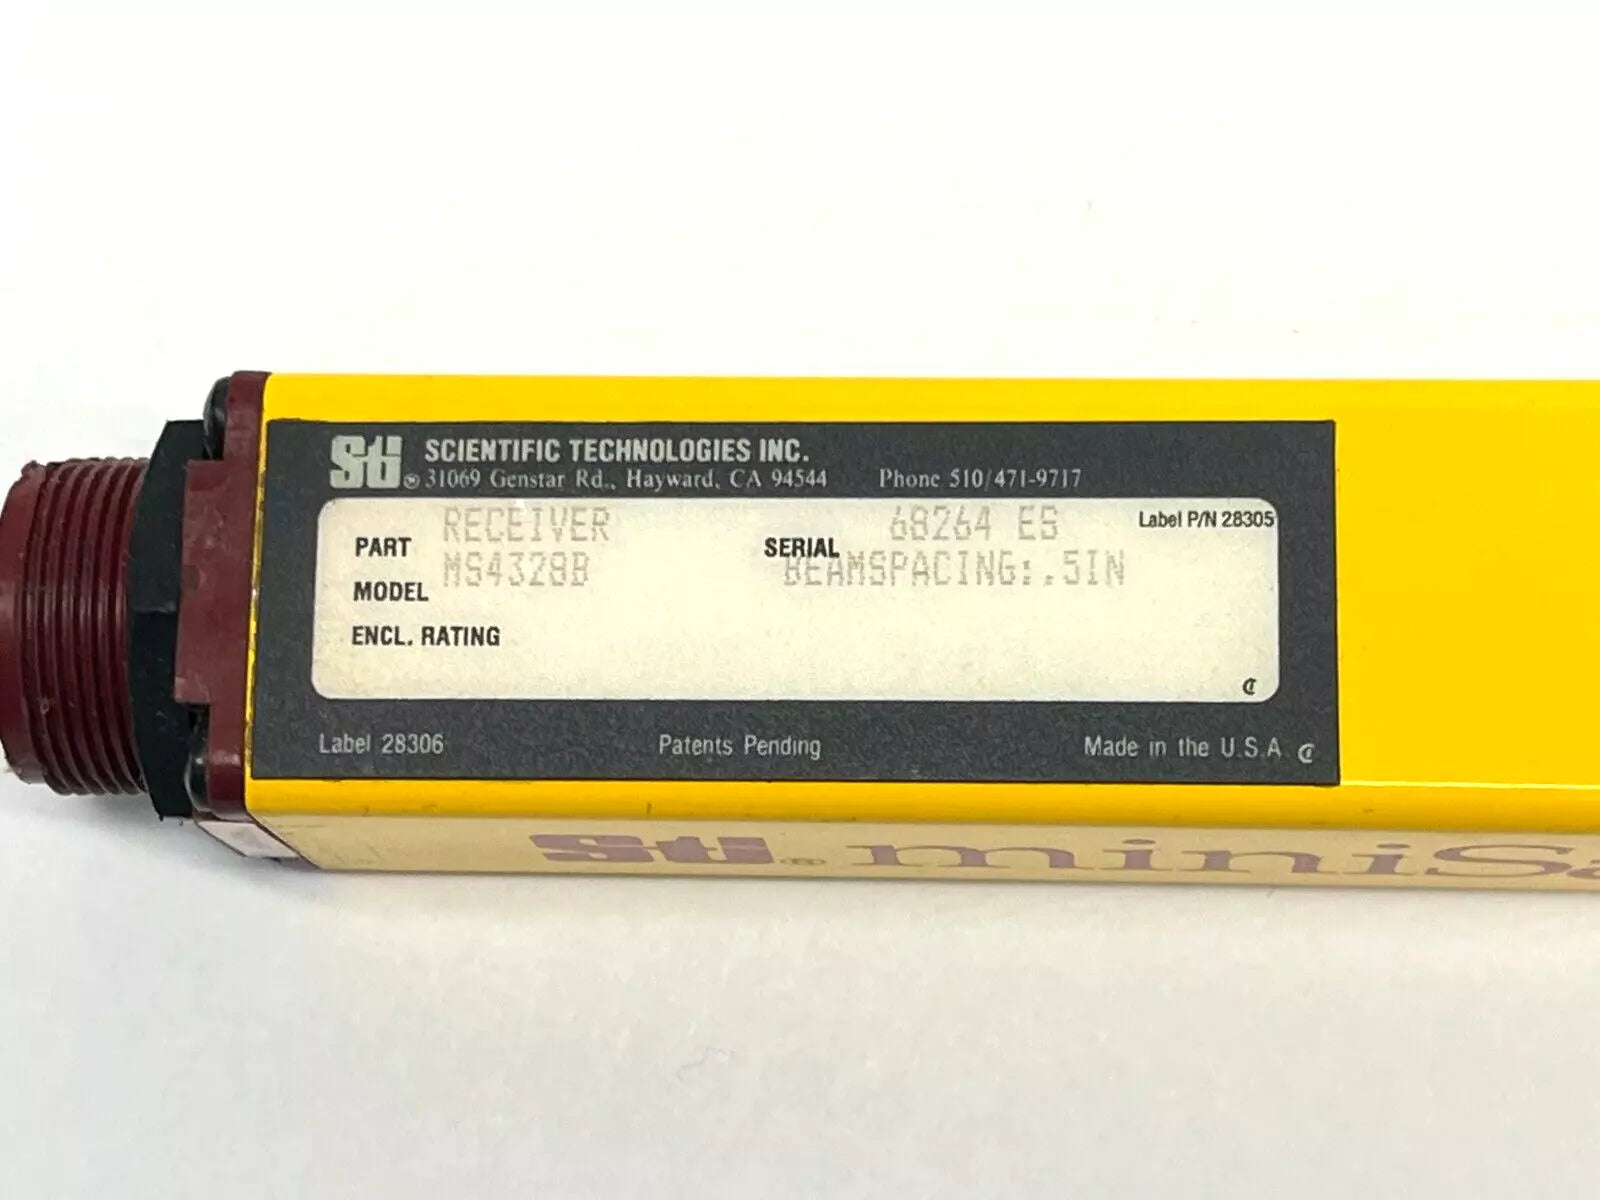 Sti SCIENTIFIC TECHNOLOGIES INC.
® 31069 Genstar Rd., Hayward, CA 94544 Phone 510/471-9717
PART RECEIVER SERIAL 68264 ES Label P/N 28305
MODEL MS4328B BEAMSPACING:.5IN
ENCL. RATING
Label 28306 Patents Pending Made in the U.S.A
Sti® miniSa